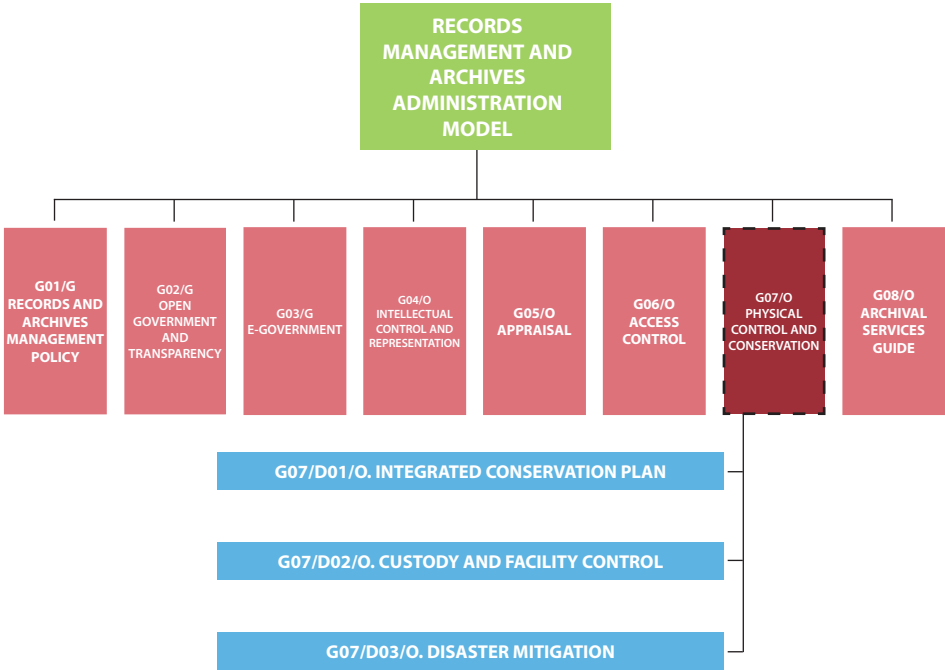 RECORDS
MANAGEMENT AND
ARCHIVES
ADMINISTRATION
MODEL
G01/G
RECORDS AND
ARCHIVES
MANAGEMENT
POLICY
G02/G
OPEN
GOVERNMENT
AND
TRANSPARENCY
G03/G
E-GOVERNMENT
G04/O
INTELLECTUAL
CONTROL AND
REPRESENTATION
G05/O
APPRAISAL
G06/O
ACCESS
CONTROL
G07/O
PHYSICAL
CONTROL AND
CONSERVATION
G08/O
ARCHIVAL
SERVICES
GUIDE
G07/D01/O. INTEGRATED CONSERVATION PLAN
G07/D02/O. CUSTODY AND FACILITY CONTROL
G07/D03/O. DISASTER MITIGATION